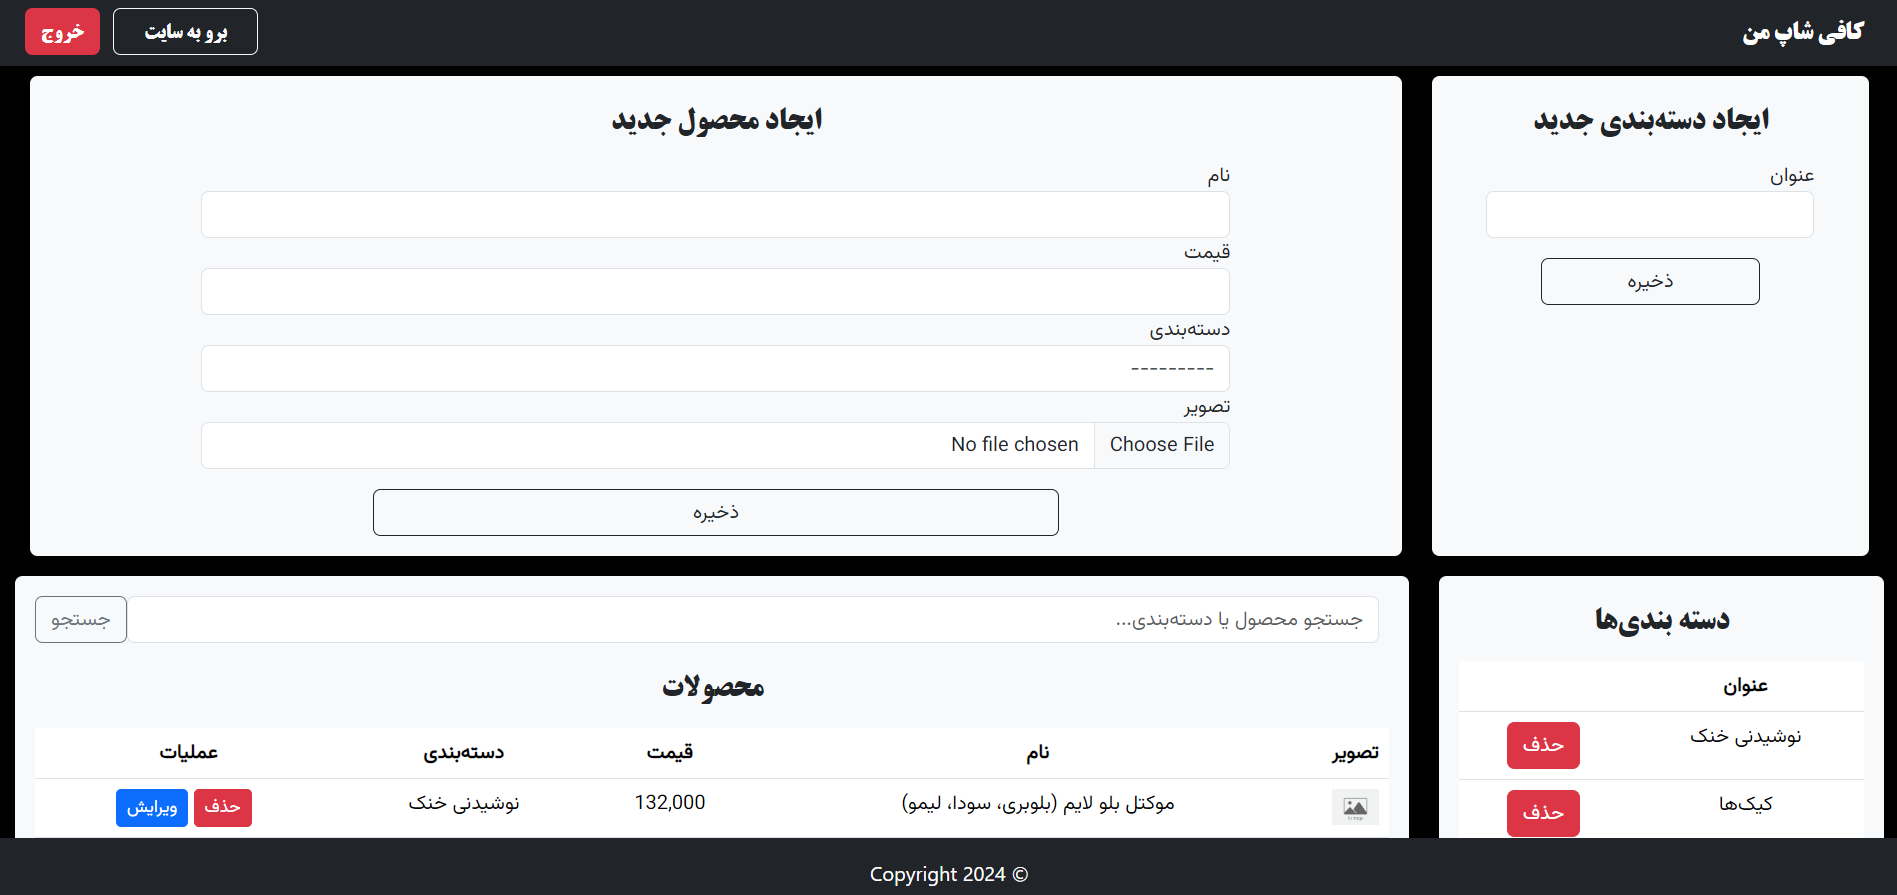 کافی شاپ من
برو به سایت
خروج
ایجاد دسته‌بندی جدید
عنوان
ذخیره
ایجاد محصول جدید
نام
قیمت
دسته‌بندی
---------
تصویر
Choose File No file chosen
ذخیره
دسته بندی‌ها
عنوان
نوشیدنی خنک حذف
کیک‌ها حذف
جستجو محصول یا دسته‌بندی...
جستجو
محصولات
تصویر نام قیمت دسته‌بندی عملیات
موکتل بلو لایم (بلوبری، سودا، لیمو) 132,000 نوشیدنی خنک حذف ویرایش
Copyright 2024 ©